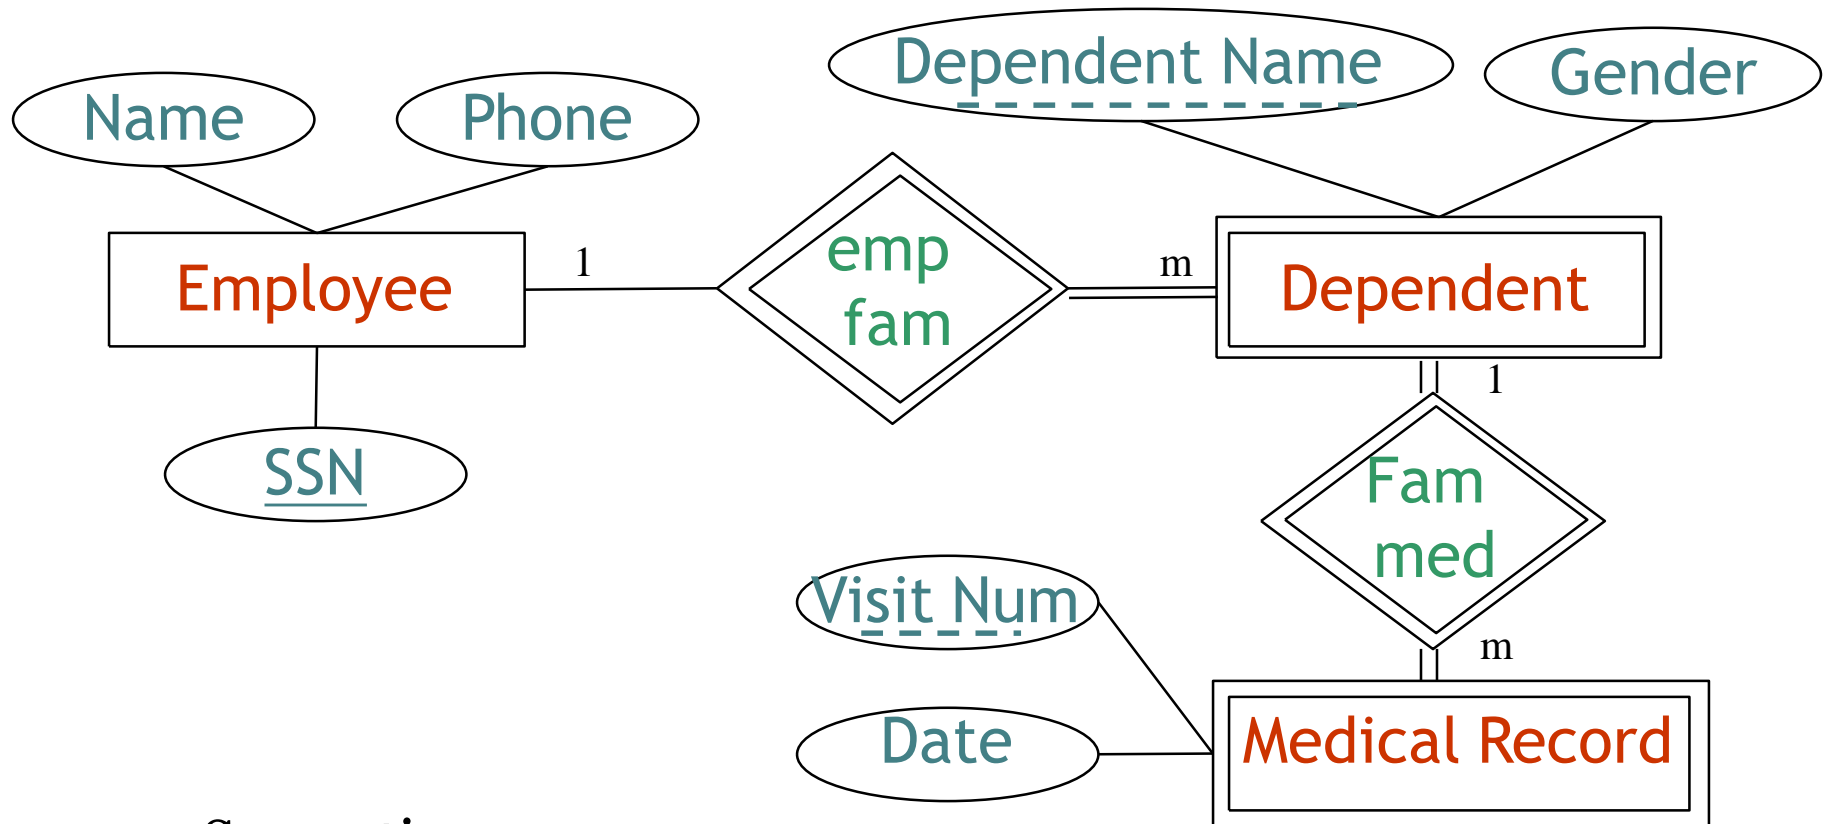 Dependent Name
Gender
Name
Phone
emp
fam
1
m
Employee
Dependent
1
SSN
Fam
med
Visit Num
m
Date
Medical Record